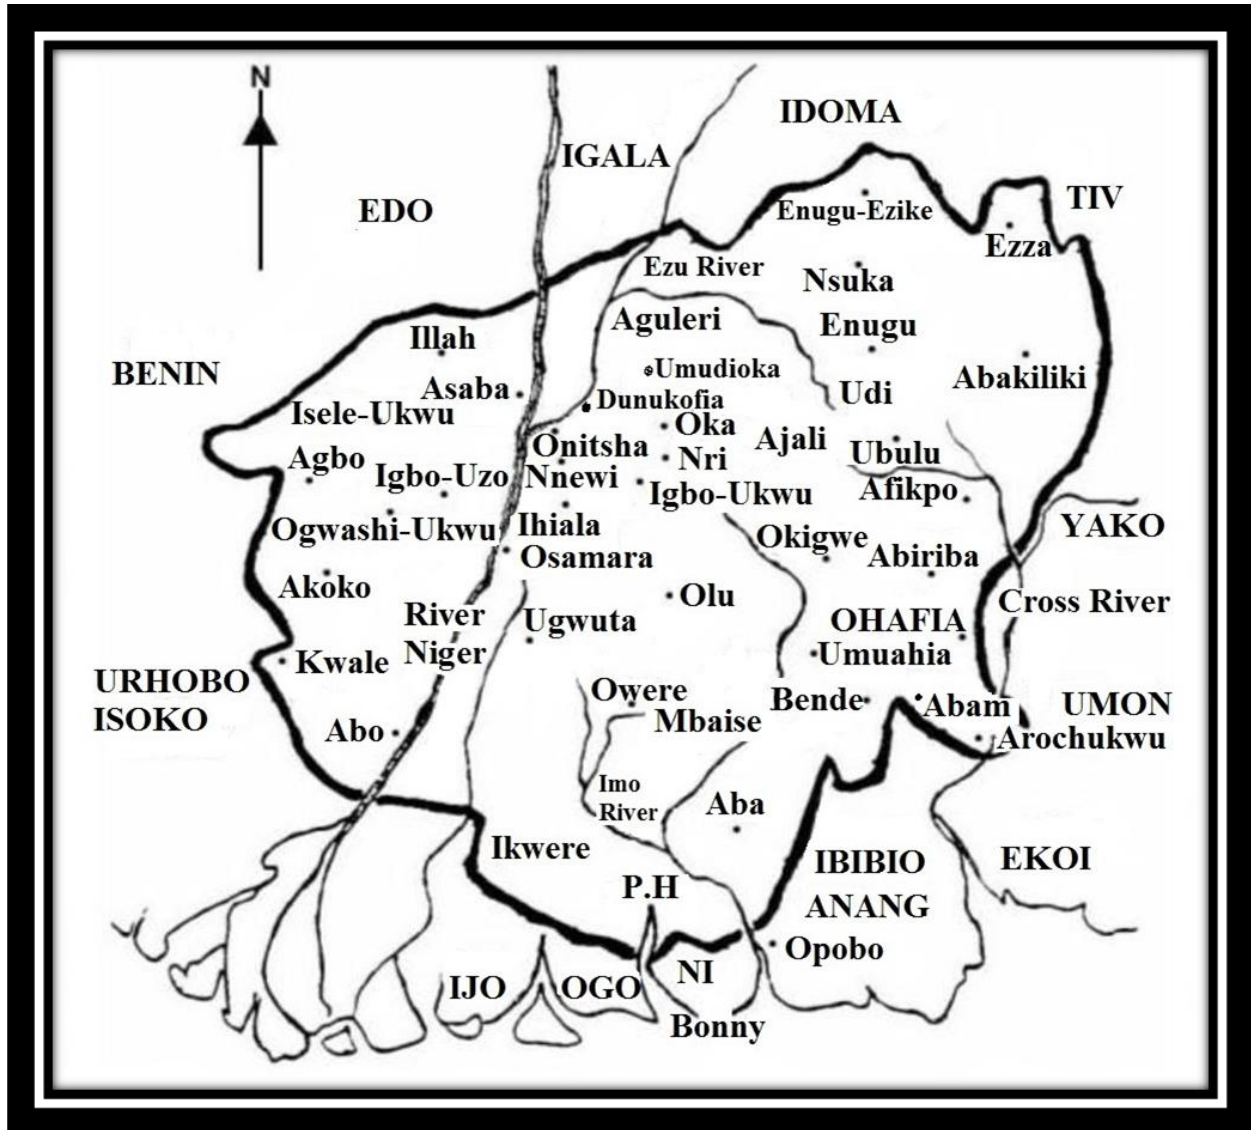 N
IDOMA
IGALA
TIV
EDO
Enugu-Ezike
Ezza
Ezu River
Nsuka
Aguleri
Enugu
Illah
BENIN
Umudioka
Abakiliki
Asaba
Udi
Dunukofia
Isele-Ukwu
Oka
Ajali
Onitsha
Ubulu
Agbo
Nri
Igbo-Uzo
Nnewi
Igbo-Ukwu
Afikpo
Ogwashi-Ukwu
Ihiala
YAKO
Okigwe
Osamara
Abiriba
Akoko
Olu
Cross River
River
Niger
Ugwuta
OHAFIA
Umuahia
Kwale
URHOBO
ISOKO
Owere
Bende
Abam
UMON
Mbaise
Abo
Arochukwu
Imo
River
Aba
Ikwere
IBIBIO
EKOI
P.H
ANANG
Opobo
IJO
OGO
NI
Bonny